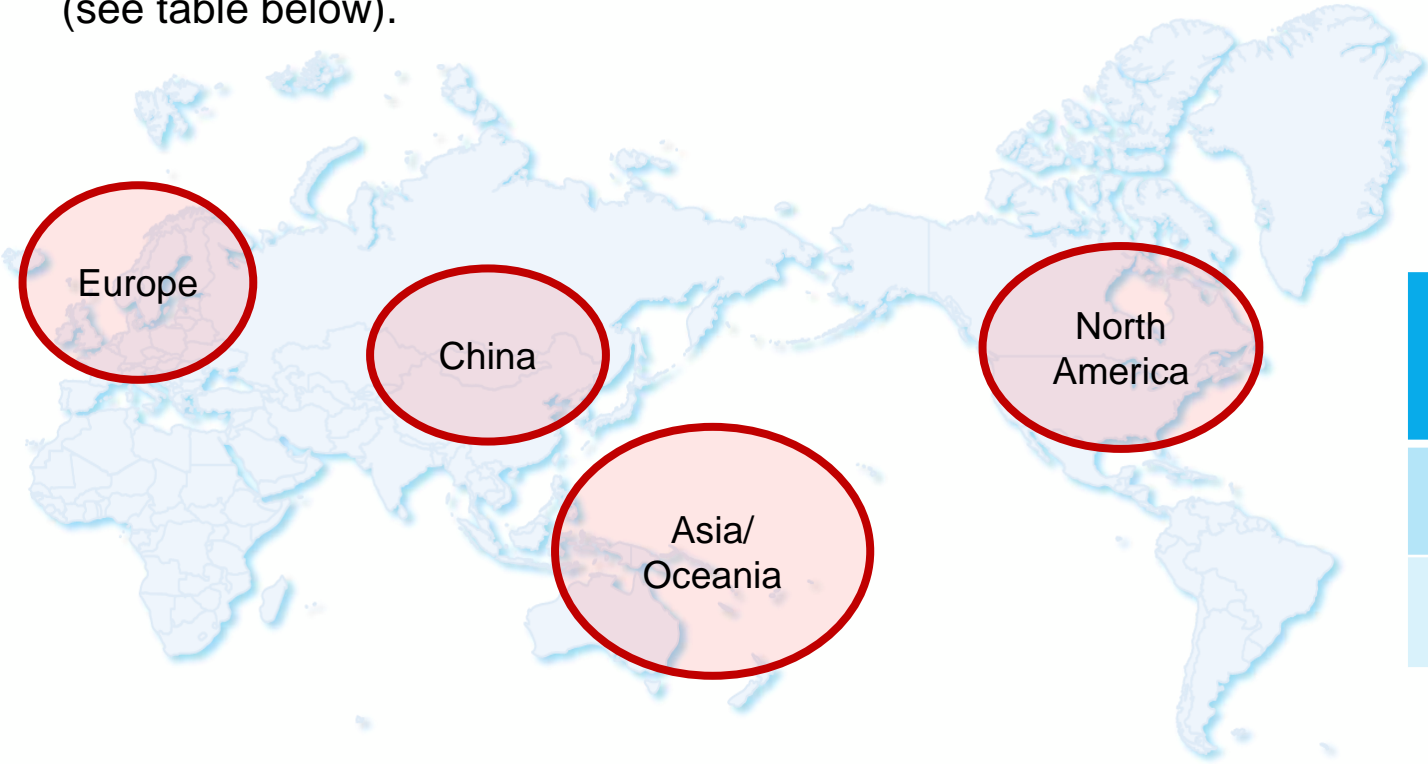 (see table below).
Europe
China
North
America
Asia/
Oceania